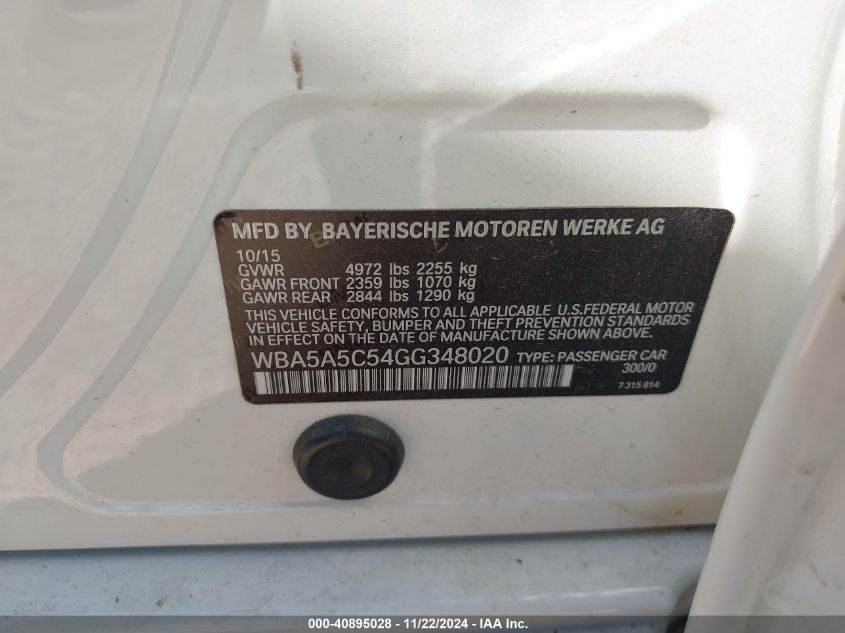 MFD BY BAYERISCHE MOTOREN WERKE AG
10/15
GVWR 4972 lbs 2255 kg
GAWR FRONT 2359 lbs 1070 kg
GAWR REAR 2844 lbs 1290 kg
THIS VEHICLE CONFORMS TO ALL APPLICABLE U.S.FEDERAL MOTOR
VEHICLE SAFETY, BUMPER AND THEFT PREVENTION STANDARDS
IN EFFECT ON THE DATE OF MANUFACTURE SHOWN ABOVE.
WBA5A5C54GG348020 TYPE: PASSENGER CAR
300/0
7 315 814
000-40895028 - 11/22/2024 - IAA Inc.